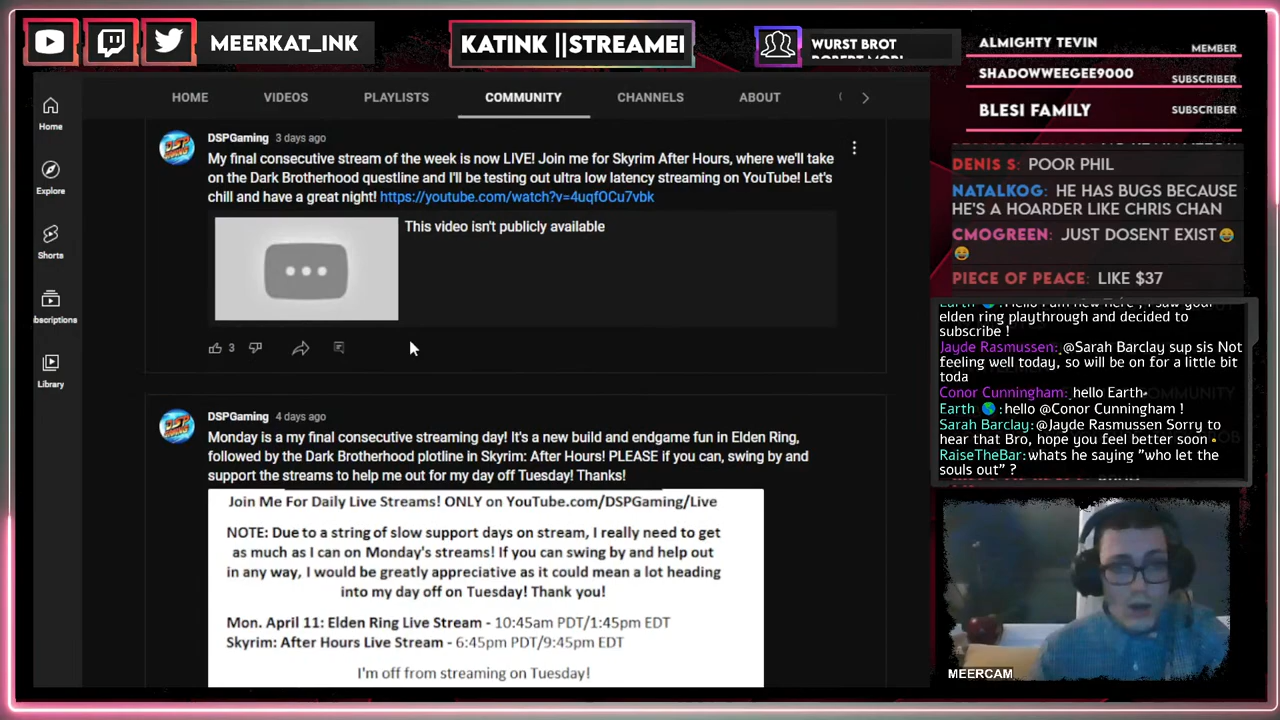 MEERKAT_INK
KATINK ||STREAMEI
WURST BROT
ALMIGHTY TEVIN MEMBER
SHADOWWEEGEE9000 SUBSCRIBER
BLESI FAMILY SUBSCRIBER
HOME VIDEOS PLAYLISTS COMMUNITY CHANNELS ABOUT
Home
Explore
Shorts
bscriptions
Library
DSPGaming 3 days ago
My final consecutive stream of the week is now LIVE! Join me for Skyrim After Hours, where we'll take
on the Dark Brotherhood questline and I'll be testing out ultra low latency streaming on YouTube! Let's
chill and have a great night! https://youtube.com/watch?v=4uqfOCu7vbk
This video isn't publicly available
3
DSPGaming 4 days ago
Monday is a my final consecutive streaming day! It's a new build and endgame fun in Elden Ring,
followed by the Dark Brotherhood plotline in Skyrim: After Hours! PLEASE if you can, swing by and
support the streams to help me out for my day off Tuesday! Thanks!
Join Me For Daily Live Streams! ONLY on YouTube.com/DSPGaming/Live
NOTE: Due to a string of slow support days on stream, I really need to get
as much as I can on Monday's streams! If you can swing by and help out
in any way, I would be greatly appreciative as it could mean a lot heading
into my day off on Tuesday! Thank you!
Mon. April 11: Elden Ring Live Stream - 10:45am PDT/1:45pm EDT
Skyrim: After Hours Live Stream - 6:45pm PDT/9:45pm EDT
I'm off from streaming on Tuesday!
DENIS S: POOR PHIL
NATALKOG: HE HAS BUGS BECAUSE
HE'S A HOARDER LIKE CHRIS CHAN
CMOGREEN: JUST DOSENT EXIST😂
😂
PIECE OF PEACE: LIKE $37
Earth 🌎: Hello I am new here, I saw your
elden ring playthrough and decided to
subscribe !
Jayde Rasmussen: @Sarah Barclay sup sis Not
feeling well today, so will be on for a little bit
toda
Conor Cunningham: hello Earth
Earth 🌎: hello @Conor Cunningham !
Sarah Barclay: @Jayde Rasmussen Sorry to
hear that Bro, hope you feel better soon
RaiseTheBar: whats he saying "who let the
souls out" ?
MEERCAM